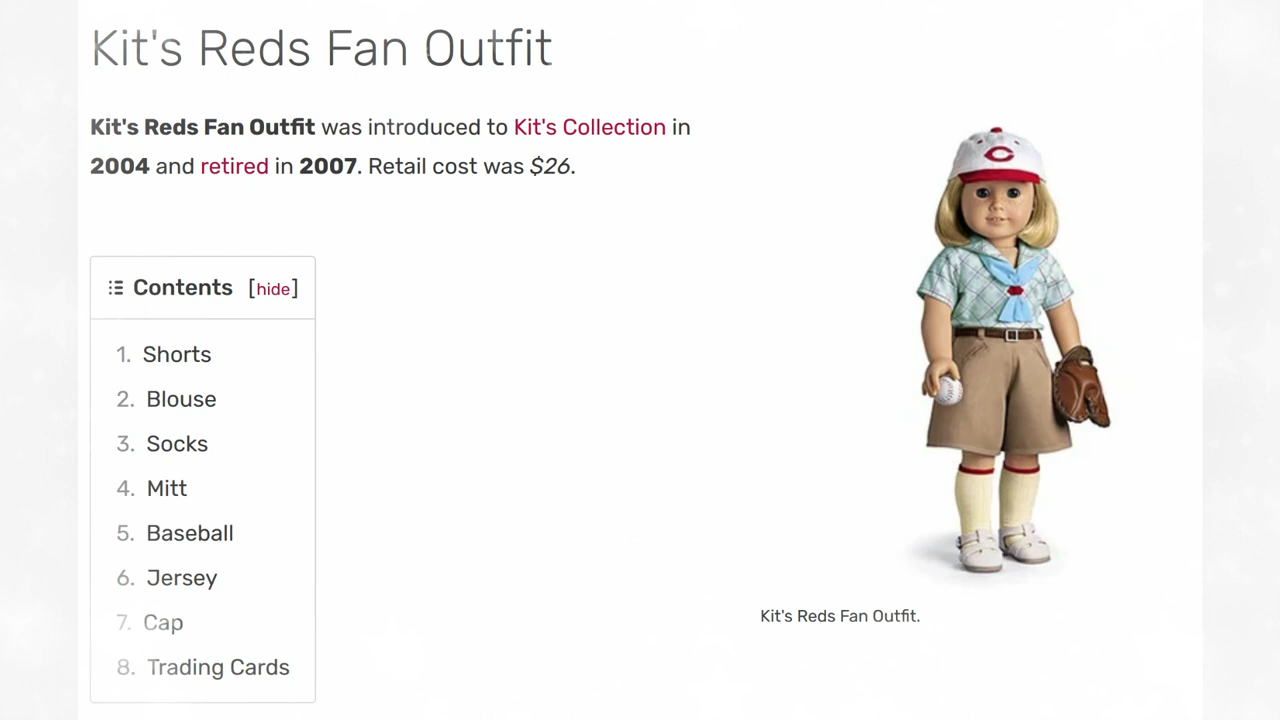 Kit's Reds Fan Outfit
Kit's Reds Fan Outfit was introduced to Kit's Collection in
2004 and retired in 2007. Retail cost was $26.
Contents [hide]
1. Shorts
2. Blouse
3. Socks
4. Mitt
5. Baseball
6. Jersey
7. Cap
8. Trading Cards
C
Kit's Reds Fan Outfit.